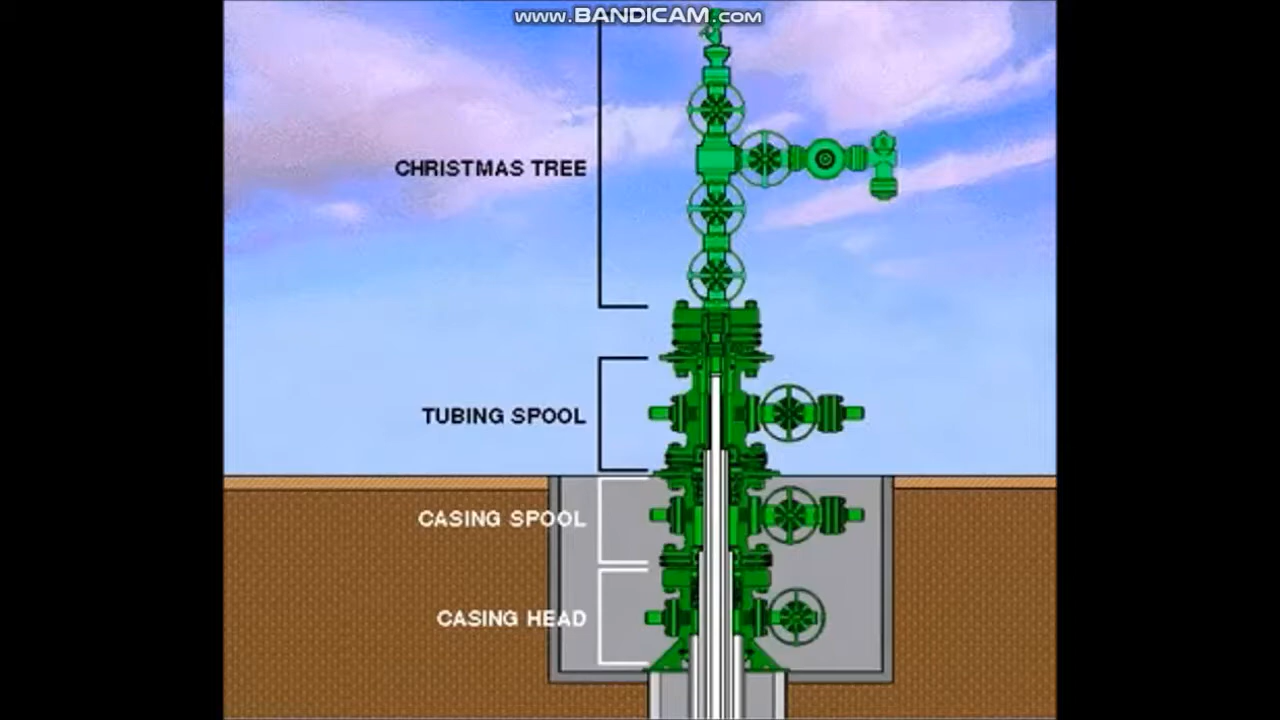 www.BANDICAM.com
CHRISTMAS TREE
TUBING SPOOL
CASING SPOOL
CASING HEAD